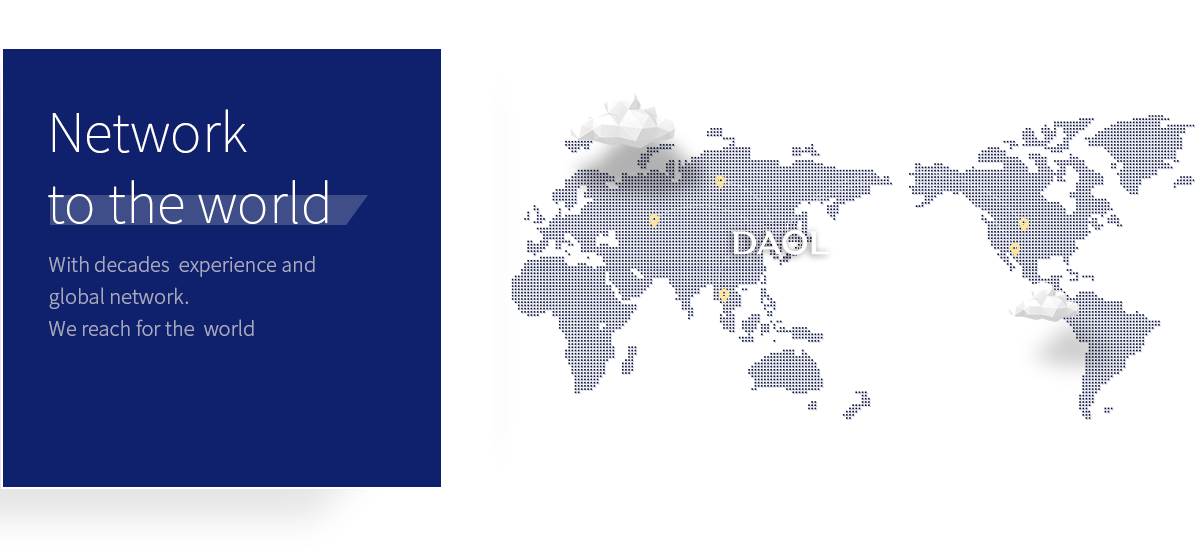 Network
to the world
With decades experience and
global network.
We reach for the world
DAOL